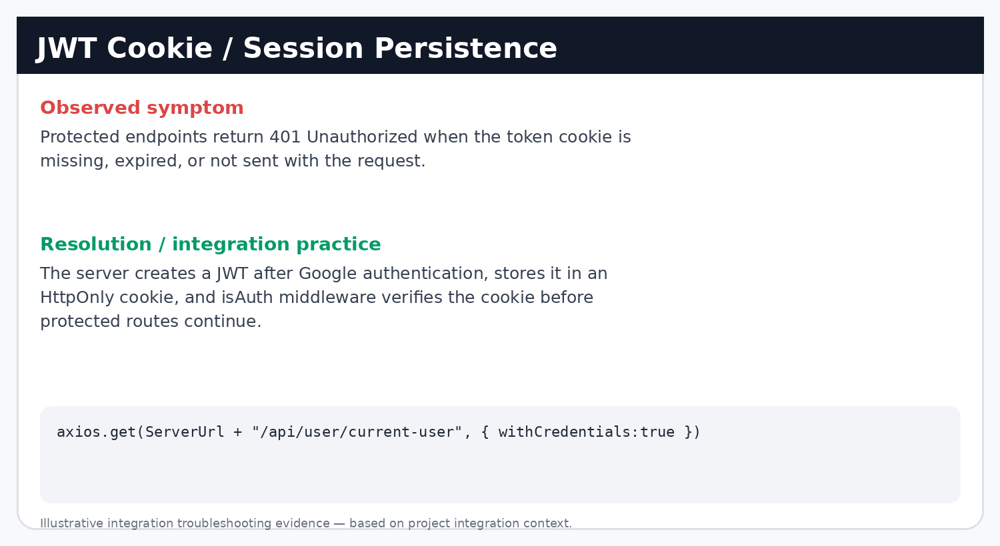 JWT Cookie / Session Persistence
Observed symptom
Protected endpoints return 401 Unauthorized when the token cookie is
missing, expired, or not sent with the request.
Resolution / integration practice
The server creates a JWT after Google authentication, stores it in an
HttpOnly cookie, and isAuth middleware verifies the cookie before
protected routes continue.
axios.get(ServerUrl + "/api/user/current-user", { withCredentials:true })
Illustrative integration troubleshooting evidence — based on project integration context.